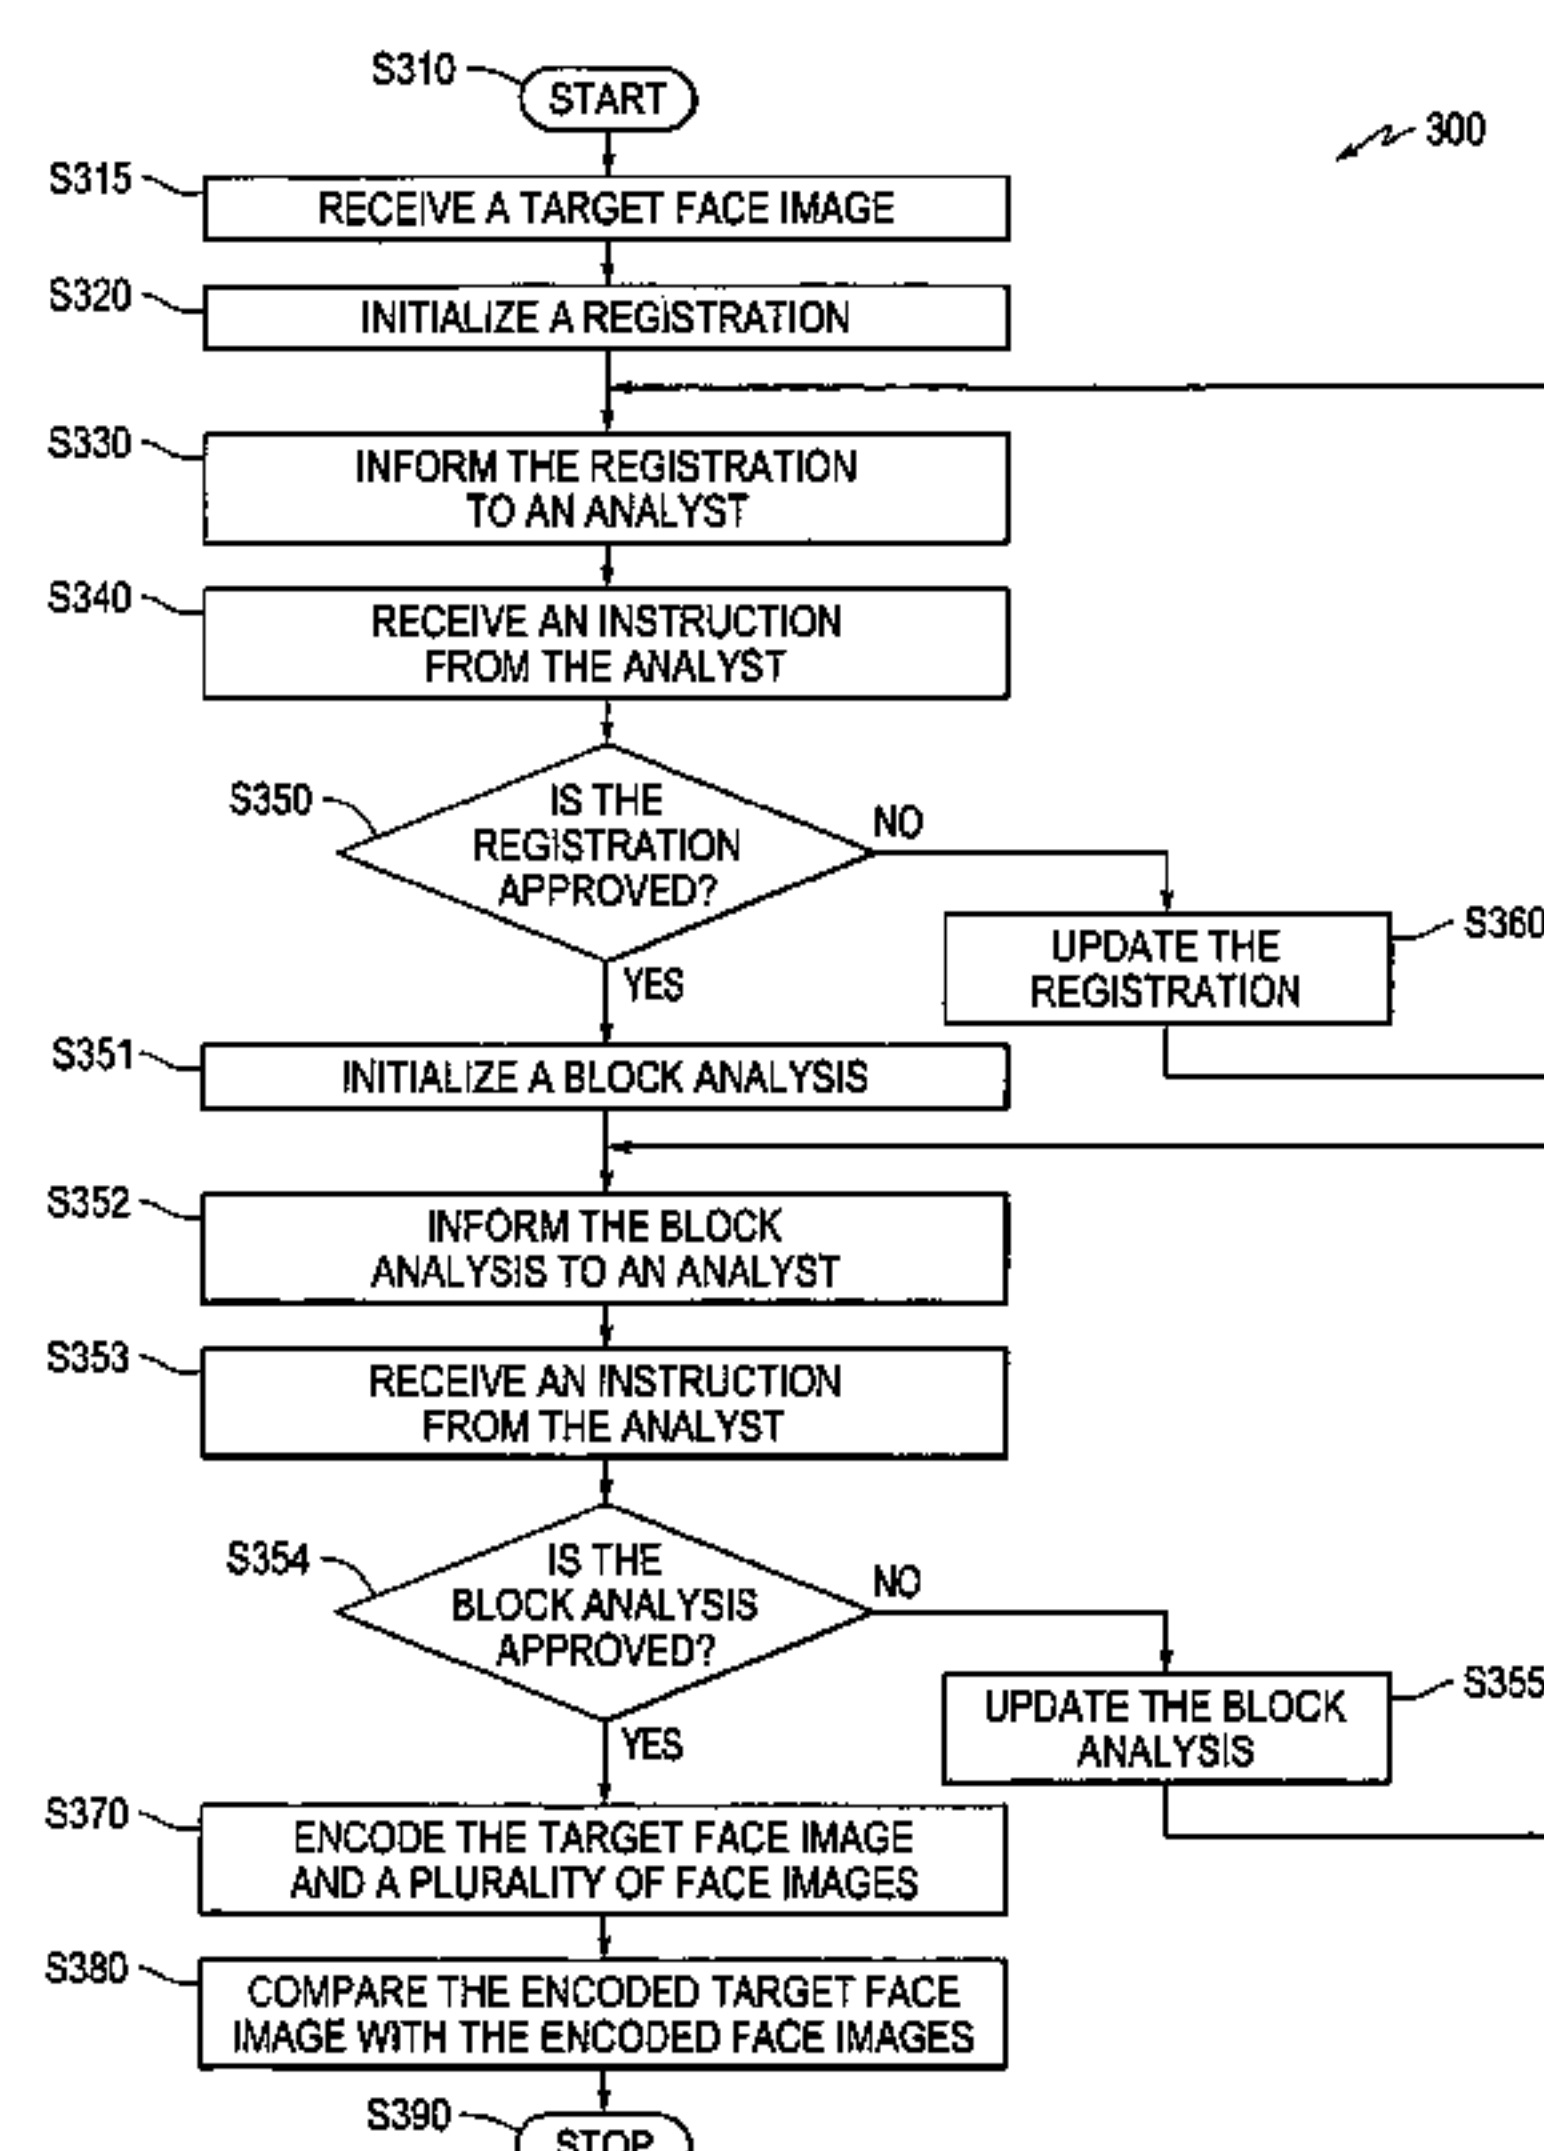 S310
START
300
S315
RECEIVE A TARGET FACE IMAGE
S320
INITIALIZE A REGISTRATION
S330
INFORM THE REGISTRATION
TO AN ANALYST
S340
RECEIVE AN INSTRUCTION
FROM THE ANALYST
S350
IS THE
REGISTRATION
APPROVED?
NO
YES
S360
UPDATE THE
REGISTRATION
S351
INITIALIZE A BLOCK ANALYSIS
S352
INFORM THE BLOCK
ANALYSIS TO AN ANALYST
S353
RECEIVE AN INSTRUCTION
FROM THE ANALYST
S354
IS THE
BLOCK ANALYSIS
APPROVED?
NO
YES
S355
UPDATE THE BLOCK
ANALYSIS
S370
ENCODE THE TARGET FACE IMAGE
AND A PLURALITY OF FACE IMAGES
S380
COMPARE THE ENCODED TARGET FACE
IMAGE WITH THE ENCODED FACE IMAGES
S390
STOP